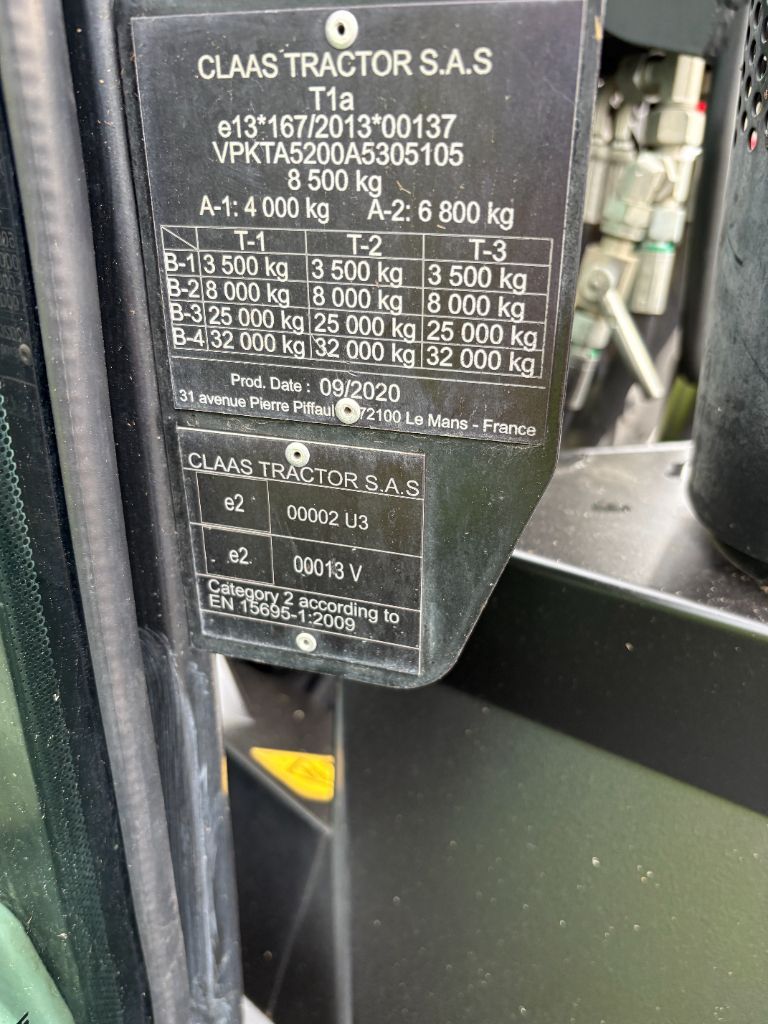 CLAAS TRACTOR S.A.S
T1a
e13*167/2013*00137
VPKTA5200A5305105
8 500 kg
A-1: 4 000 kg A-2: 6 800 kg
T-1 T-2 T-3
B-1 3 500 kg 3 500 kg 3 500 kg
B-2 8 000 kg 8 000 kg 8 000 kg
B-3 25 000 kg 25 000 kg 25 000 kg
B-4 32 000 kg 32 000 kg 32 000 kg
Prod. Date : 09/2020
31 avenue Pierre Piffaul 72100 Le Mans - France
CLAAS TRACTOR S.A.S
e2 00002 U3
e2 00013 V
Category 2 according to
EN 15695-1:2009